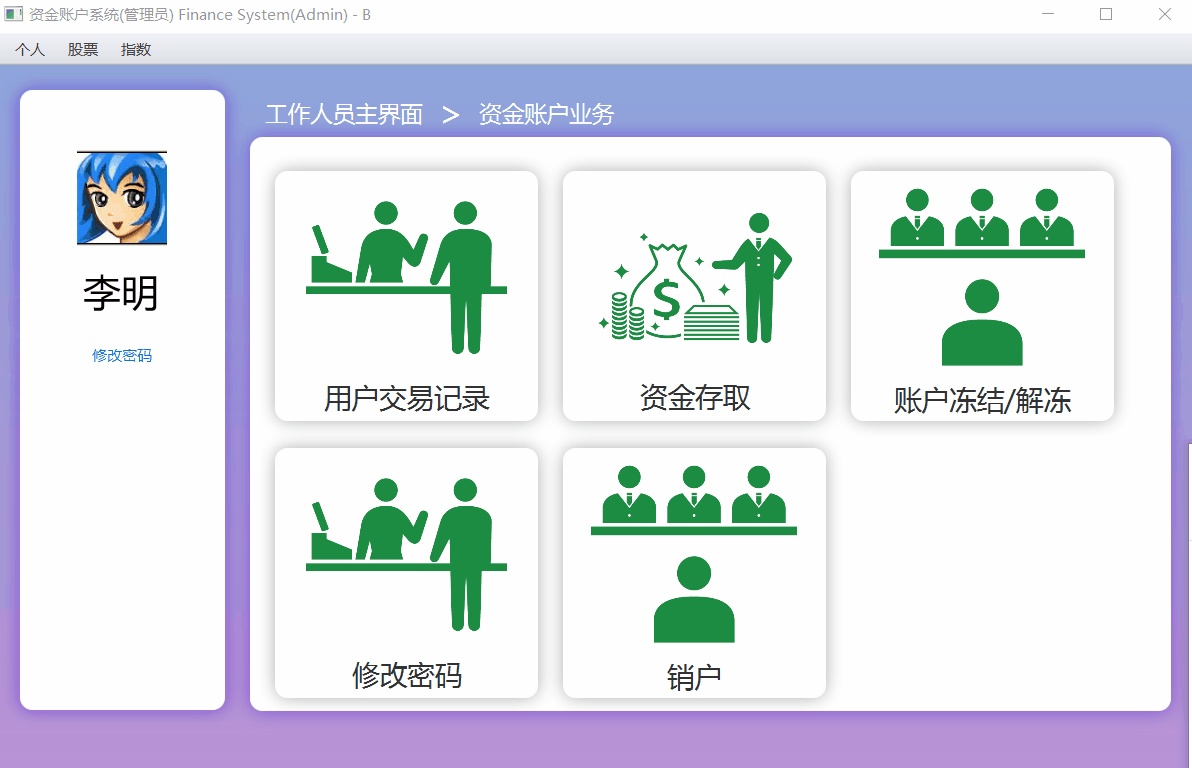 资金账户系统(管理员) Finance System(Admin) - B
个人 股票 指数
工作人员主界面 > 资金账户业务
李明
修改密码
用户交易记录 资金存取 账户冻结/解冻
修改密码 销户